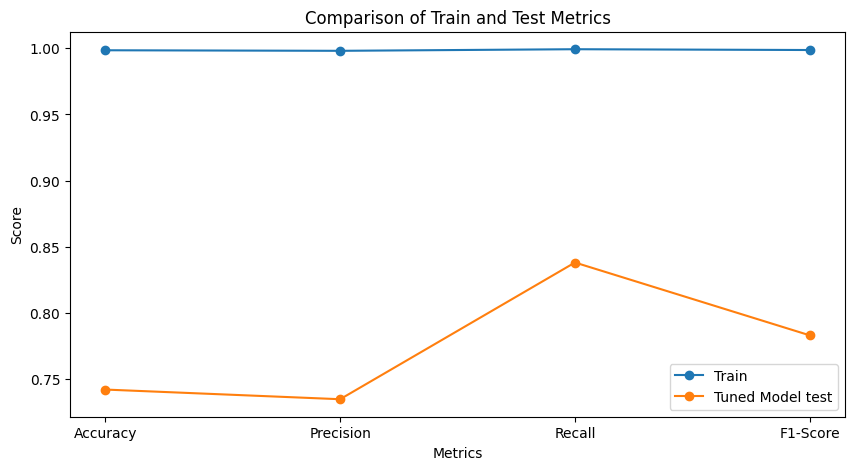 Comparison of Train and Test Metrics
1.00
0.95
0.90
0.85
0.80
0.75
Score
Train
Tuned Model test
Accuracy
Precision
Recall
F1-Score
Metrics